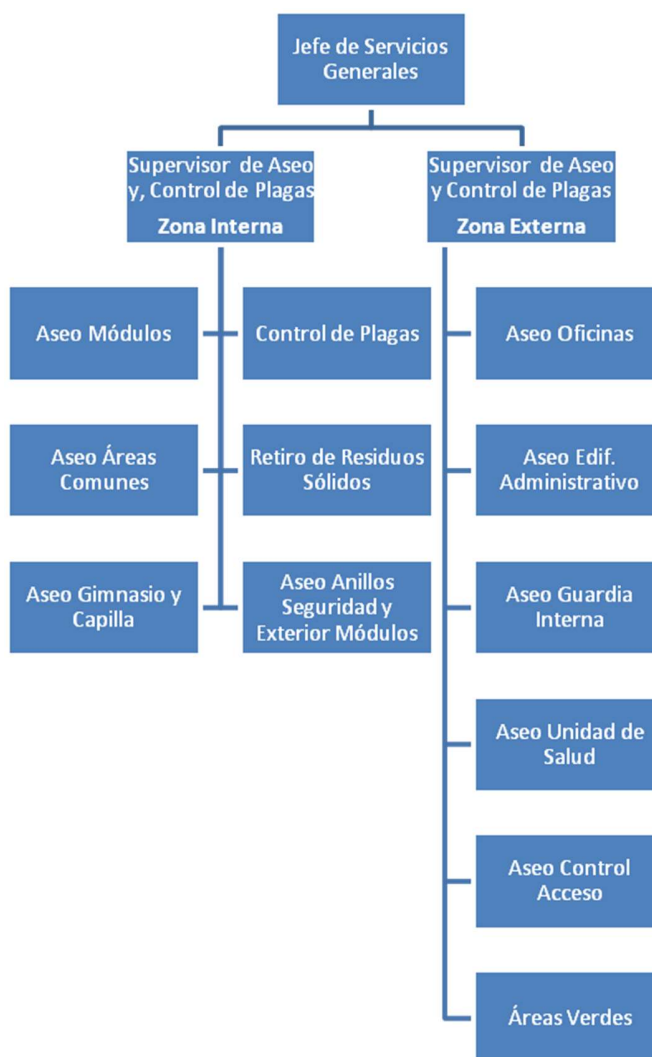 Jefe de Servicios
Generales
Supervisor de Aseo
y, Control de Plagas
Zona Interna
Supervisor de Aseo
y Control de Plagas
Zona Externa
Aseo Módulos
Control de Plagas
Aseo Oficinas
Aseo Áreas
Comunes
Retiro de Residuos
Sólidos
Aseo Edif.
Administrativo
Aseo Gimnasio y
Capilla
Aseo Anillos
Seguridad y
Exterior Módulos
Aseo Guardia
Interna
Aseo Unidad de
Salud
Aseo Control
Acceso
Áreas Verdes